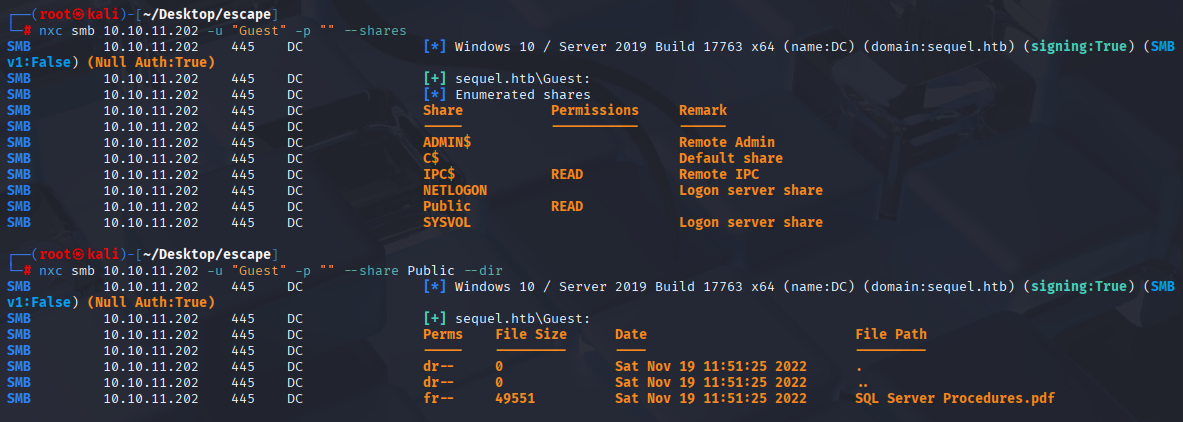 ┌──(root㉿kali)-[~/Desktop/escape]
└─# nxc smb 10.10.11.202 -u "Guest" -p "" --shares
SMB 10.10.11.202 445 DC [*] Windows 10 / Server 2019 Build 17763 x64 (name:DC) (domain:sequel.htb) (signing:True) (SMB
v1:False) (Null Auth:True)
SMB 10.10.11.202 445 DC [+] sequel.htb\Guest:
SMB 10.10.11.202 445 DC [*] Enumerated shares
SMB 10.10.11.202 445 DC Share Permissions Remark
SMB 10.10.11.202 445 DC ----- ----------- ------
SMB 10.10.11.202 445 DC ADMIN$ Remote Admin
SMB 10.10.11.202 445 DC C$ Default share
SMB 10.10.11.202 445 DC IPC$ READ Remote IPC
SMB 10.10.11.202 445 DC NETLOGON Logon server share
SMB 10.10.11.202 445 DC Public READ
SMB 10.10.11.202 445 DC SYSVOL Logon server share
┌──(root㉿kali)-[~/Desktop/escape]
└─# nxc smb 10.10.11.202 -u "Guest" -p "" --share Public --dir
SMB 10.10.11.202 445 DC [*] Windows 10 / Server 2019 Build 17763 x64 (name:DC) (domain:sequel.htb) (signing:True) (SMB
v1:False) (Null Auth:True)
SMB 10.10.11.202 445 DC [+] sequel.htb\Guest:
SMB 10.10.11.202 445 DC Perms File Size Date File Path
SMB 10.10.11.202 445 DC ----- --------- ---- ---------
SMB 10.10.11.202 445 DC dr-- 0 Sat Nov 19 11:51:25 2022 .
SMB 10.10.11.202 445 DC dr-- 0 Sat Nov 19 11:51:25 2022 ..
SMB 10.10.11.202 445 DC fr-- 49551 Sat Nov 19 11:51:25 2022 SQL Server Procedures.pdf